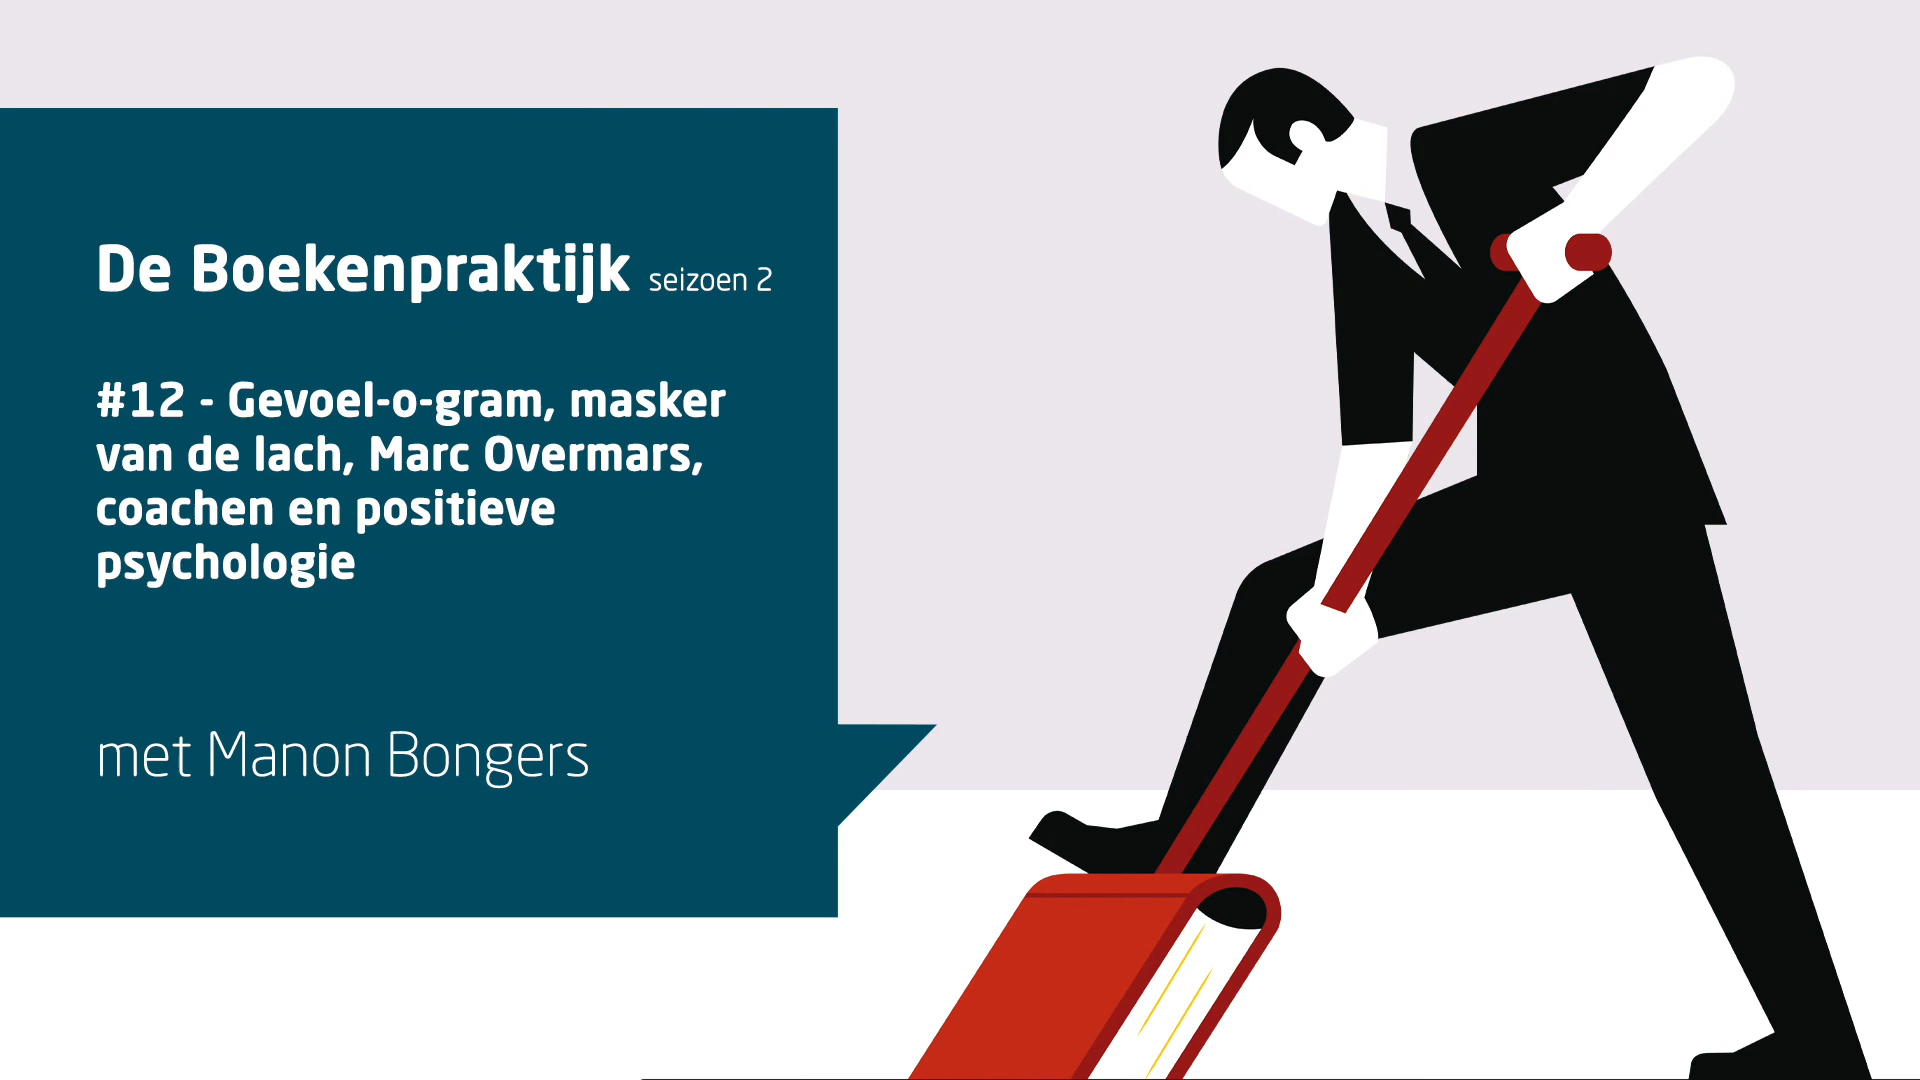 De Boekenpraktijk seizoen 2
#12 - Gevoel-o-gram, masker
van de lach, Marc Overmars,
coachen en positieve
psychologie
met Manon Bongers